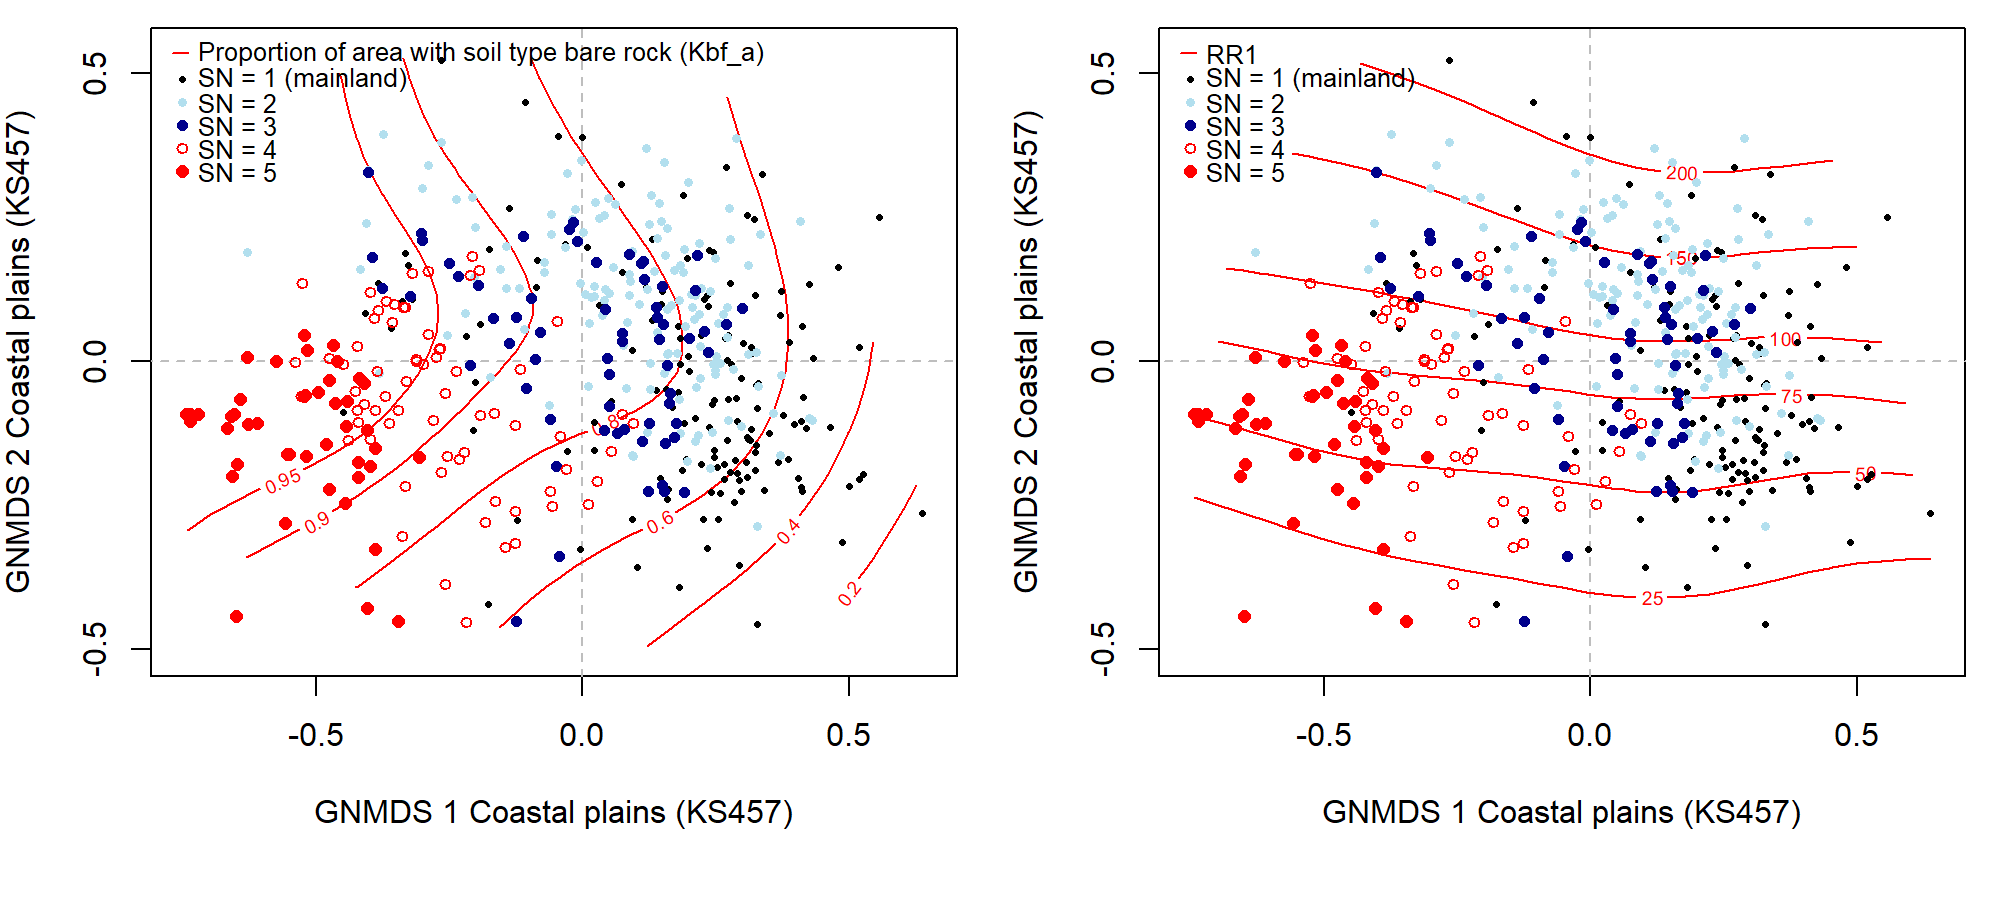 Proportion of area with soil type bare rock (Kbf_a)
SN = 1 (mainland)
SN = 2
SN = 3
SN = 4
SN = 5
0.5
0.0
-0.5
GNMDS 2 Coastal plains (KS457)
0.95
0.9
0.8
0.6
0.4
0.2
-0.5
0.0
0.5
GNMDS 1 Coastal plains (KS457)
RR1
SN = 1 (mainland)
SN = 2
SN = 3
SN = 4
SN = 5
0.5
0.0
-0.5
GNMDS 2 Coastal plains (KS457)
200
150
100
75
50
25
-0.5
0.0
0.5
GNMDS 1 Coastal plains (KS457)